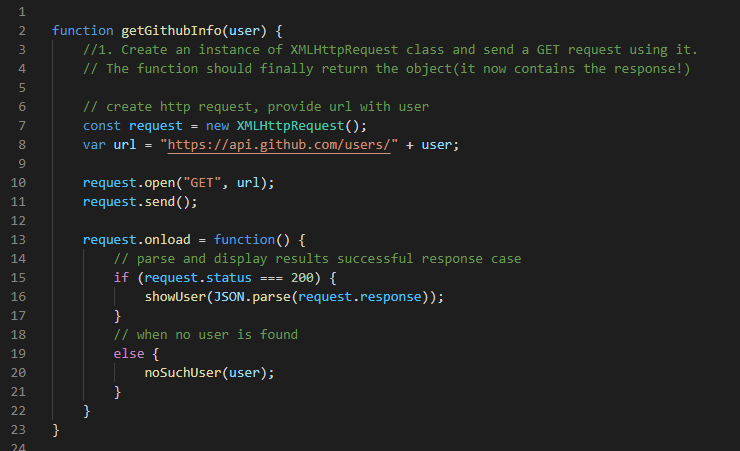 1
2 function getGithubInfo(user) {
3     //1. Create an instance of XMLHttpRequest class and send a GET request using it.
4     // The function should finally return the object(it now contains the response!)
5
6     // create http request, provide url with user
7     const request = new XMLHttpRequest();
8     var url = "https://api.github.com/users/" + user;
9
10     request.open("GET", url);
11     request.send();
12
13     request.onload = function() {
14         // parse and display results successful response case
15         if (request.status === 200) {
16             showUser(JSON.parse(request.response));
17         }
18         // when no user is found
19         else {
20             noSuchUser(user);
21         }
22     }
23 }
24